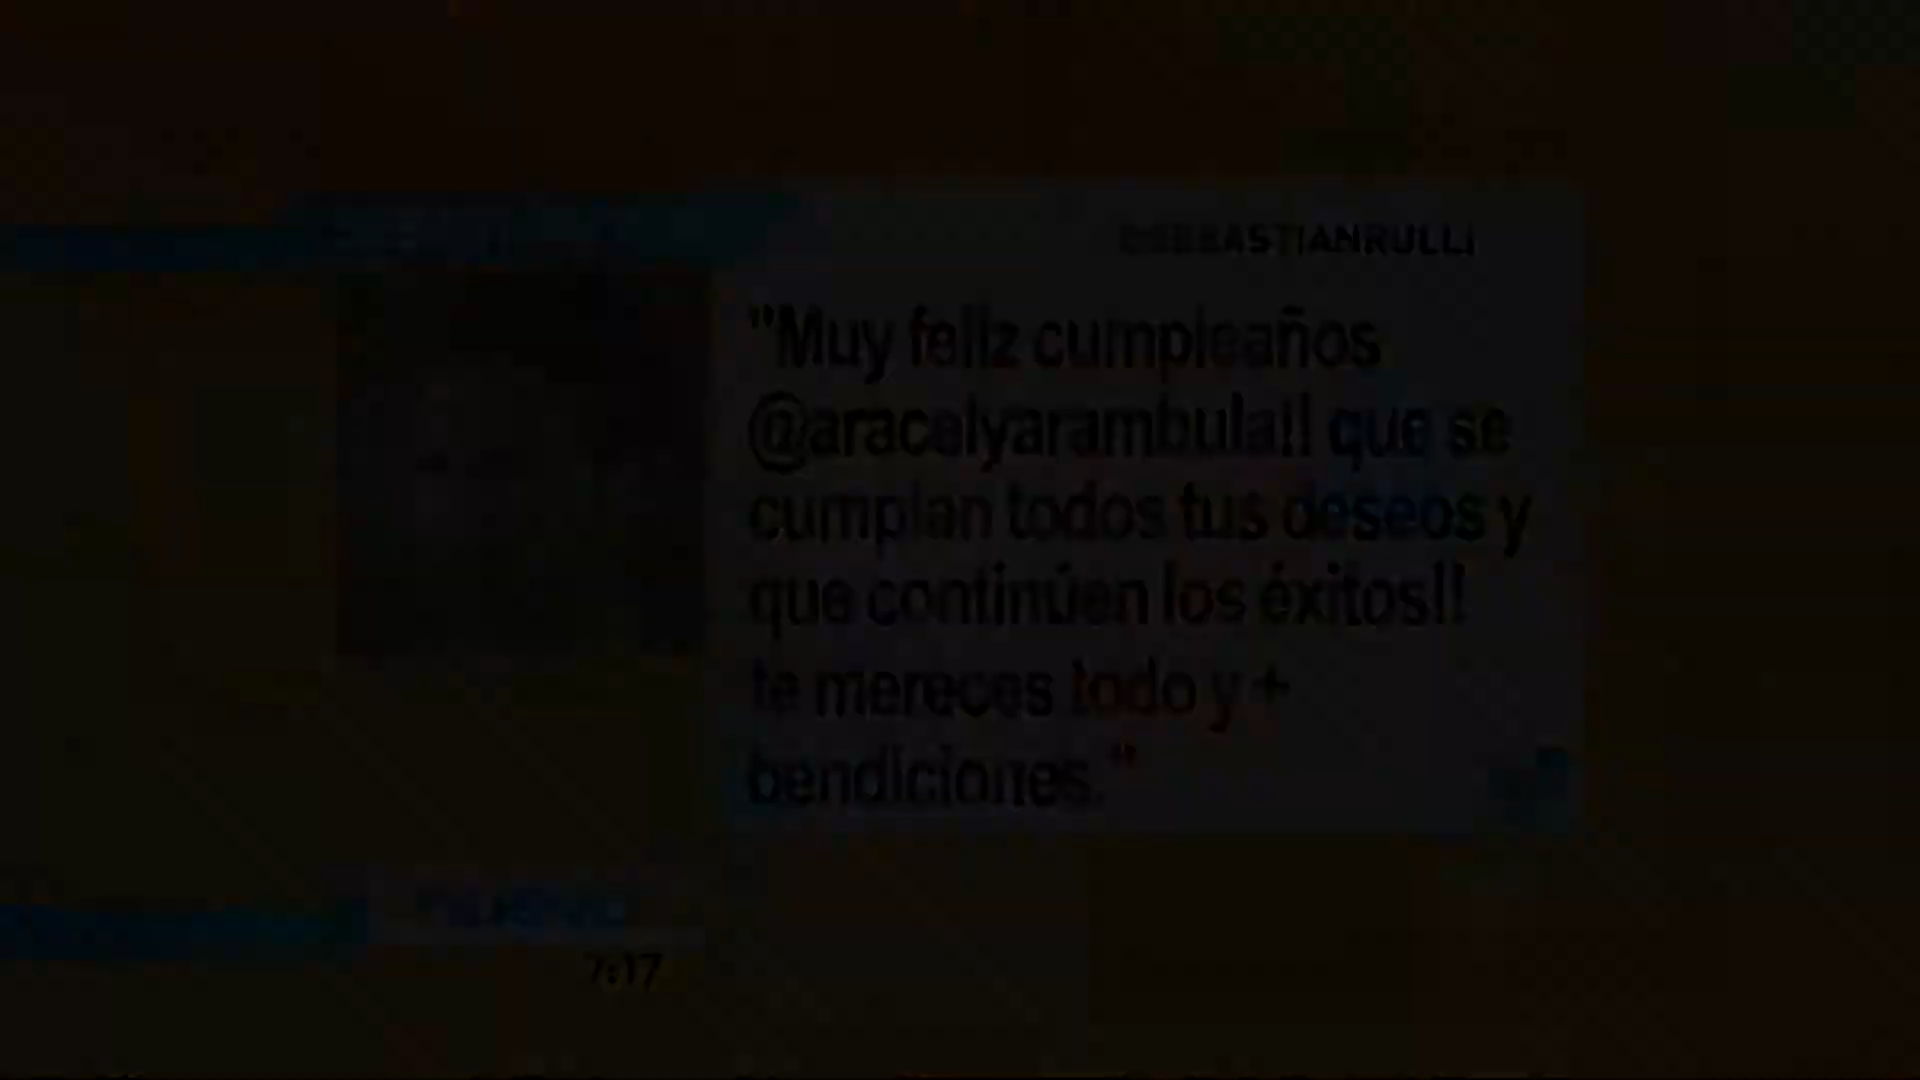 @SEBASTIANRULLI
"Muy feliz cumpleaños
@aracelyarambula!! que se
cumplan todos tus deseos y
que continúen los éxitos!!
te mereces todo y +
bendiciones."
7:17